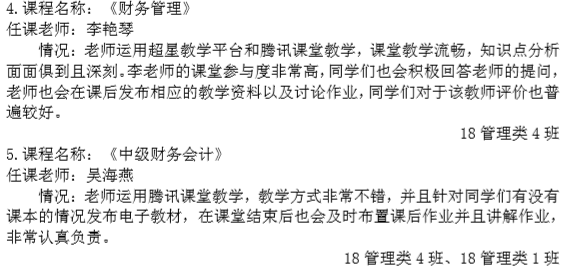 4.课程名称：《财务管理》
任课老师：李艳琴
情况：老师运用超星教学平台和腾讯课堂教学，课堂教学流畅，知识点分析
面面俱到且深刻。李老师的课堂参与度非常高，同学们也会积极回答老师的提问，
老师也会在课后发布相应的教学资料以及讨论作业，同学们对于该教师评价也普
遍较好。
18 管理类 4 班
5.课程名称：《中级财务会计》
任课老师：吴海燕
情况：老师运用腾讯课堂教学，教学方式非常不错，并且针对同学们有没有
课本的情况发布电子教材，在课堂结束后也会及时布置课后作业并且讲解作业，
非常认真负责。
18 管理类 4 班、18 管理类 1 班